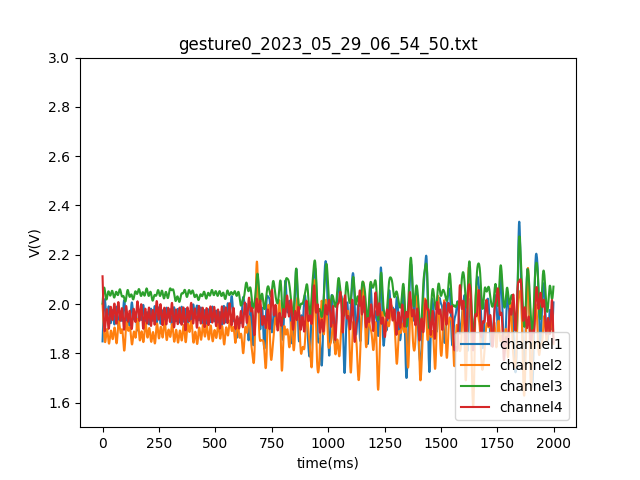 gesture0_2023_05_29_06_54_50.txt
3.0
2.8
2.6
2.4
2.2
2.0
1.8
1.6
V(V)
channel1
channel2
channel3
channel4
0 250 500 750 1000 1250 1500 1750 2000
time(ms)